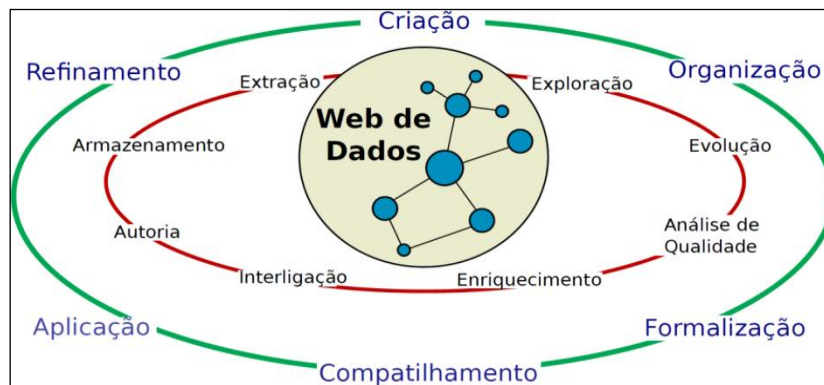 Criação
Refinamento
Organização
Extração
Exploração
Web de
Dados
Armazenamento
Evolução
Autoria
Análise de
Qualidade
Interligação
Enriquecimento
Aplicação
Formalização
Compatilhamento